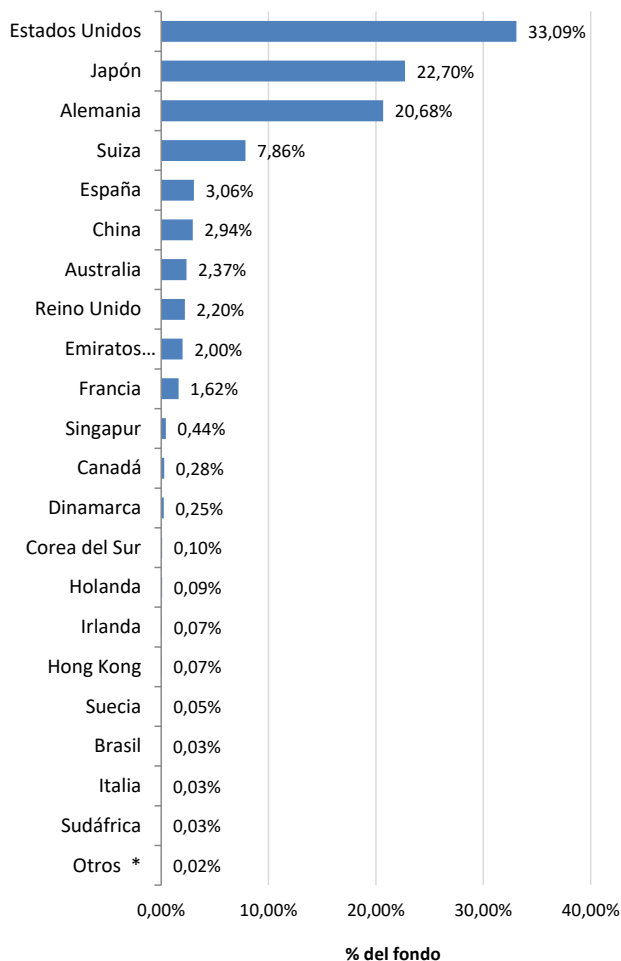 Estados Unidos 33,09%
Japón 22,70%
Alemania 20,68%
Suiza 7,86%
España 3,06%
China 2,94%
Australia 2,37%
Reino Unido 2,20%
Emiratos... 2,00%
Francia 1,62%
Singapur 0,44%
Canadá 0,28%
Dinamarca 0,25%
Corea del Sur 0,10%
Holanda 0,09%
Irlanda 0,07%
Hong Kong 0,07%
Suecia 0,05%
Brasil 0,03%
Italia 0,03%
Sudáfrica 0,03%
Otros * 0,02%
0,00% 10,00% 20,00% 30,00% 40,00%
% del fondo